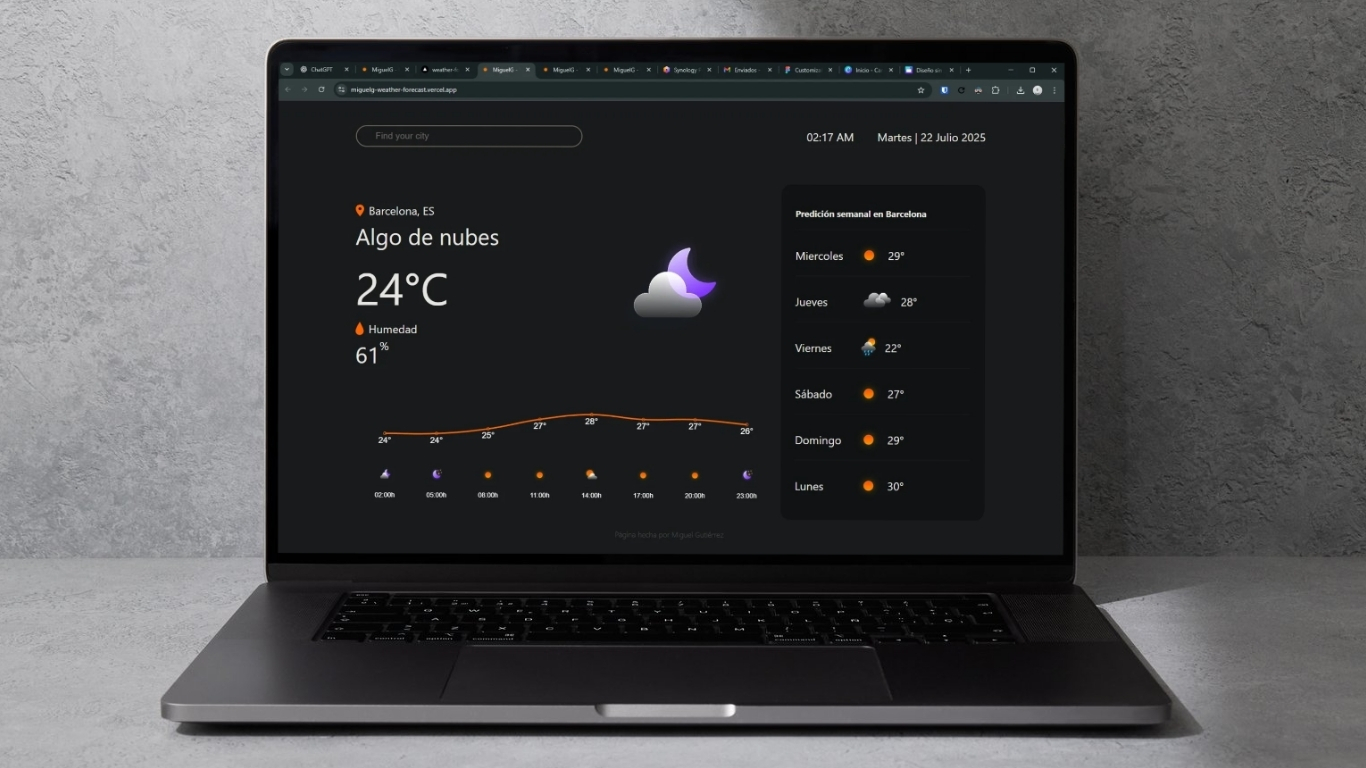 ChatGPT
MiguelG
weather-f
MiguelG
MiguelG
MiguelG
Synology
Enviados
Customize
Inicio - Ca
miguelg-weather-forecast.vercel.app
Find your city
02:17 AM
Martes | 22 Julio 2025
Barcelona, ES
Algo de nubes
24°C
Humedad
61%
24°
24°
25°
27°
28°
27°
27°
26°
02:00h
05:00h
08:00h
11:00h
14:00h
17:00h
20:00h
23:00h
Predición semanal en Barcelona
Miercoles 29°
Jueves 28°
Viernes 22°
Sábado 27°
Domingo 29°
Lunes 30°
Página hecha por Miguel Gutiérrez
command
option